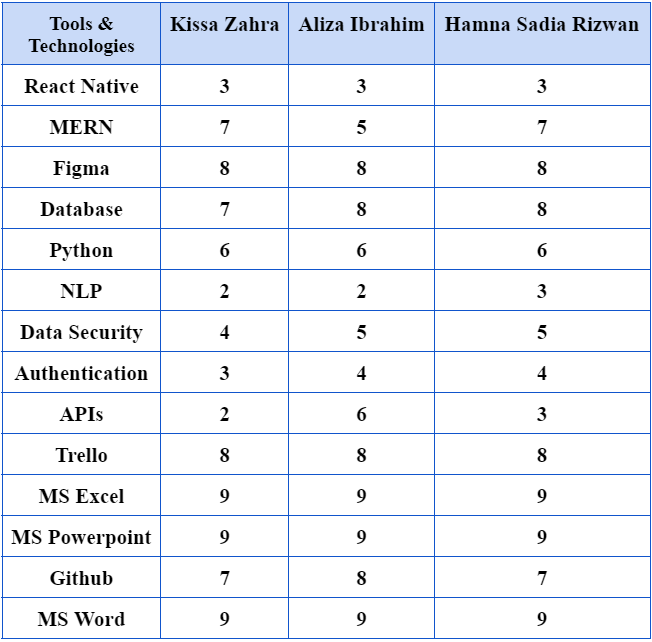 Tools &
Technologies
Kissa Zahra
Aliza Ibrahim
Hamna Sadia Rizwan
React Native 3 3 3
MERN 7 5 7
Figma 8 8 8
Database 7 8 8
Python 6 6 6
NLP 2 2 3
Data Security 4 5 5
Authentication 3 4 4
APIs 2 6 3
Trello 8 8 8
MS Excel 9 9 9
MS Powerpoint 9 9 9
Github 7 8 7
MS Word 9 9 9